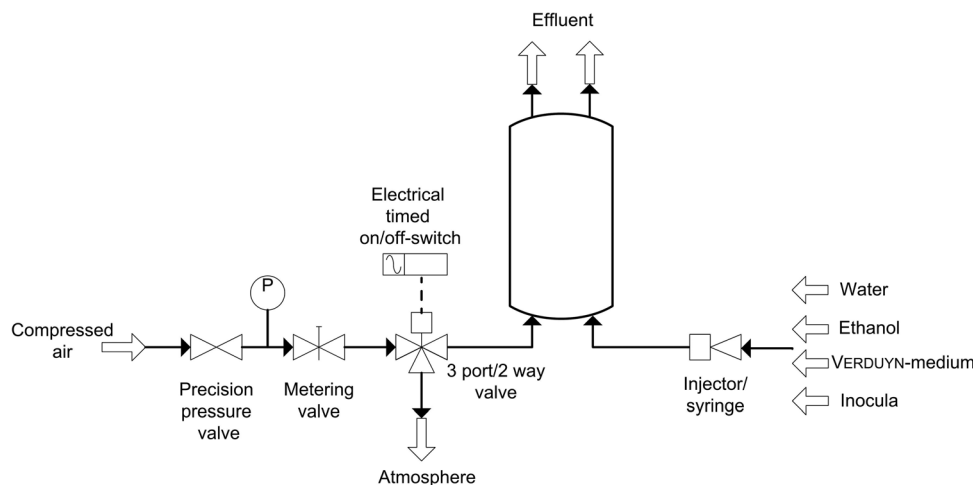 Effluent
Electrical
timed
on/off-switch
P
Compressed
air
Precision
pressure
valve
Metering
valve
3 port/2 way
valve
Atmosphere
Injector/
syringe
Water
Ethanol
VERDUYN-medium
Inocula